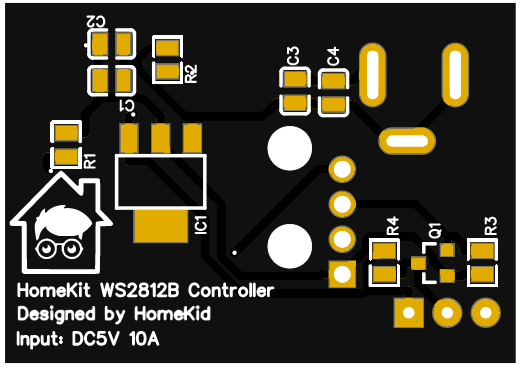 C2
R2
C1
C3
C4
R1
IC1
R4
Q1
R3
HomeKit WS2812B Controller
Designed by HomeKid
Input: DC5V 10A